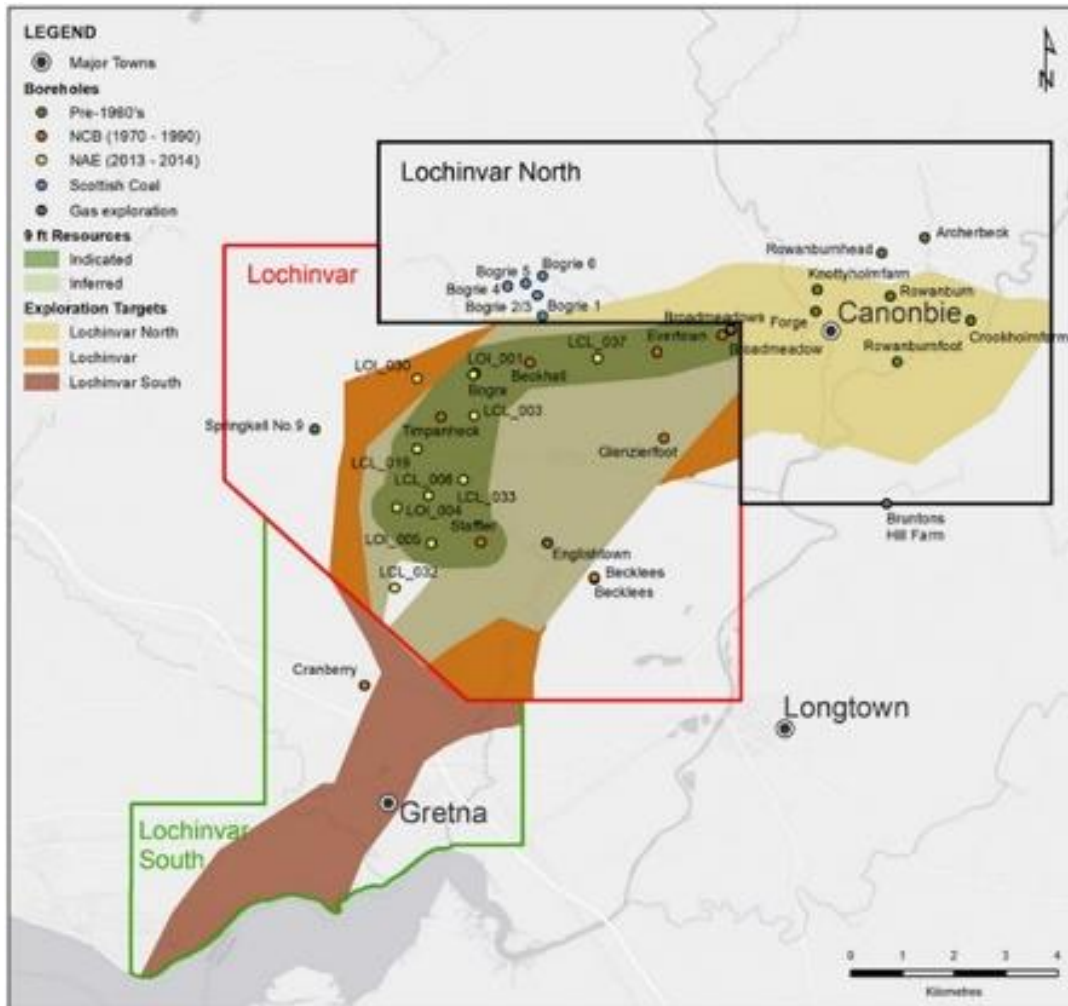 LEGEND
Major Towns
Boreholes
Pre-1960's
NCB (1970 - 1990)
NAE (2013 - 2014)
Scottish Coal
Gas exploration
9 ft Resources
Indicated
Inferred
Exploration Targets
Lochinvar North
Lochinvar
Lochinvar South
N
Lochinvar North
Archerbeck
Rowanburnhead
Bogrie 6
Bogrie 5
Knottyholmfarm
Lochinvar
Bogrie 4
Rowanburn
Bogrie 2/3
Bogrie 1
Broadmeadows
Forge
Canonbie
Crookholmfarm
Evertown
Broadmeadow
LCL_037
Rowanburnfoot
LOI_001
LOI_030
Beckhall
Bogra
LCL_003
Springkell No.9
Timpanheck
Glenzierfoot
LCL_019
LCL_006
LCL_033
LOI_004
Bruntons
Hill Farm
Staffler
LOI_005
Englishtown
LCL_032
Becklees
Becklees
Cranberry
Longtown
Gretna
Lochinvar
South
0 1 2 3 4
Kilometres